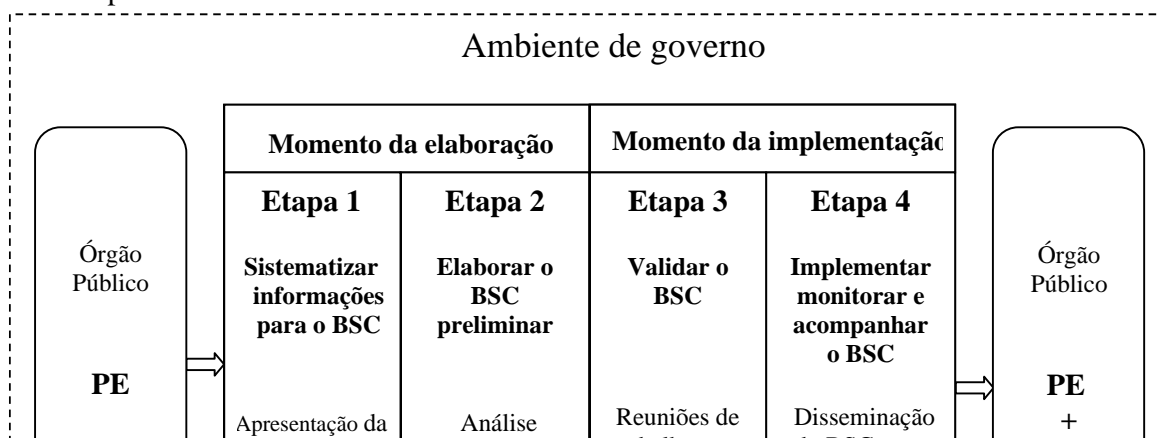 Ambiente de governo
Órgão
Público
PE
Momento da elaboração
Momento da implementação
Etapa 1
Sistematizar
informações
para o BSC
Apresentação da
Etapa 2
Elaborar o
BSC
preliminar
Análise
Etapa 3
Validar o
BSC
Reuniões de
Etapa 4
Implementar
monitorar e
acompanhar
o BSC
Disseminação
Órgão
Público
PE
+